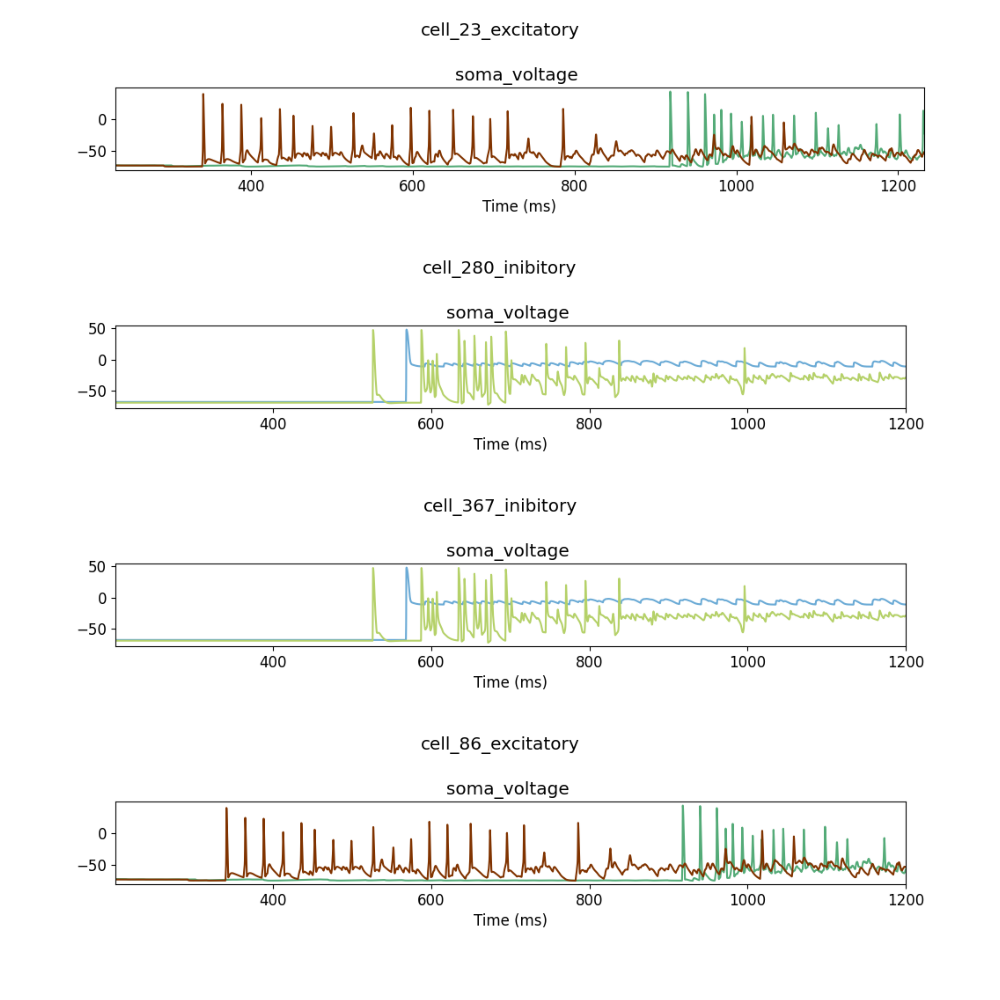 cell_23_excitatory
soma_voltage
0
−50
400 600 800 1000 1200
Time (ms)
cell_280_inibitory
soma_voltage
50
0
−50
400 600 800 1000 1200
Time (ms)
cell_367_inibitory
soma_voltage
50
0
−50
400 600 800 1000 1200
Time (ms)
cell_86_excitatory
soma_voltage
0
−50
400 600 800 1000 1200
Time (ms)